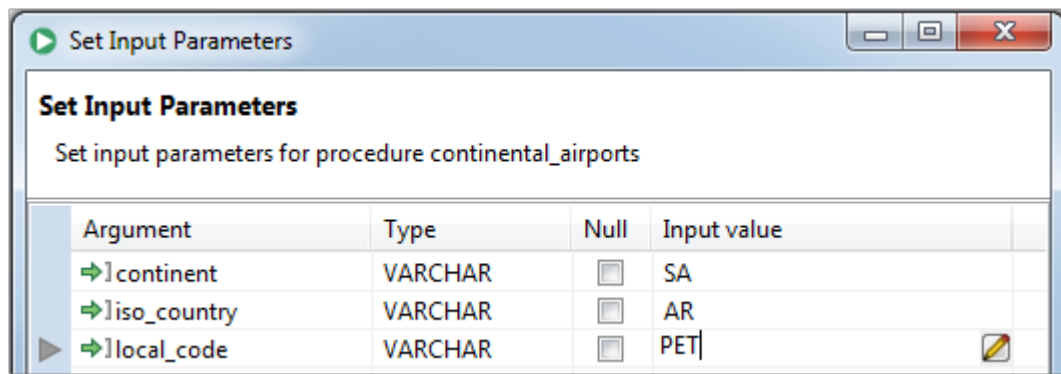 Set Input Parameters
Set Input Parameters
Set input parameters for procedure continental_airports
Argument Type Null Input value
continent VARCHAR SA
iso_country VARCHAR AR
local_code VARCHAR PET